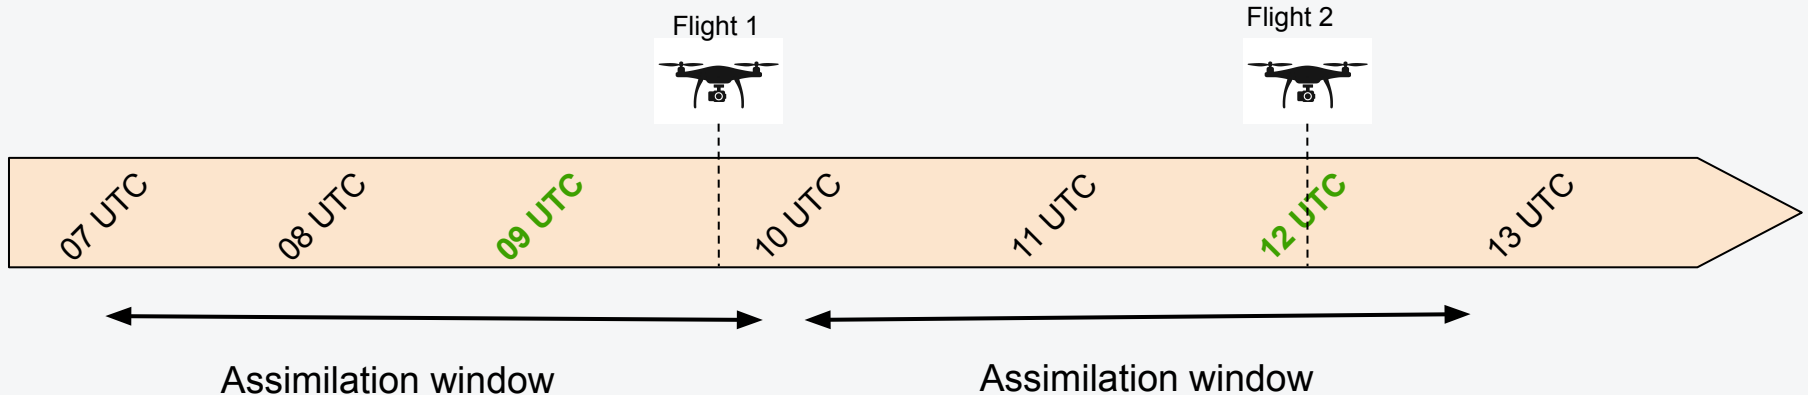 Flight 1
Flight 2
07 UTC
08 UTC
09 UTC
10 UTC
11 UTC
12 UTC
13 UTC
Assimilation window
Assimilation window